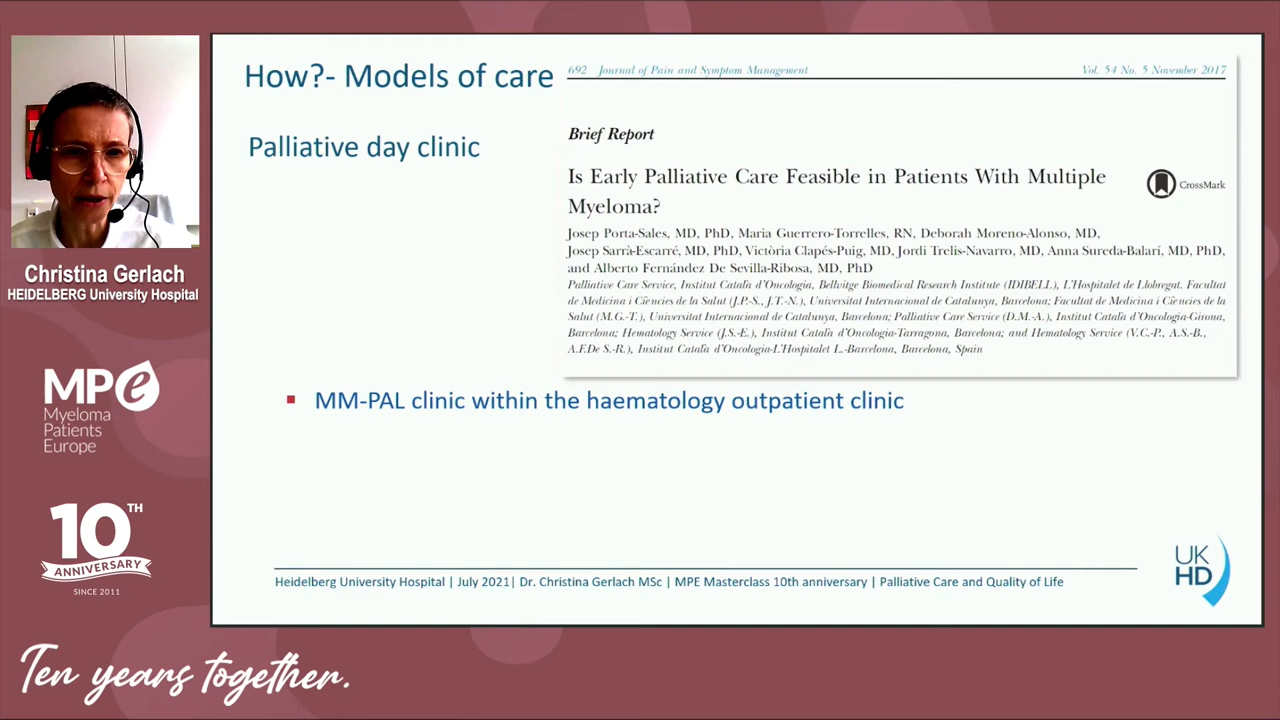 How?- Models of care
Palliative day clinic
692 Journal of Pain and Symptom Management
Vol. 54 No. 5 November 2017
Brief Report
Is Early Palliative Care Feasible in Patients With Multiple
Myeloma?
CrossMark
Josep Porta-Sales, MD, PhD, Maria Guerrero-Torrelles, RN, Deborah Moreno-Alonso, MD,
Josep Sarrà-Escarré, MD, PhD, Victòria Clapés-Puig, MD, Jordi Trelis-Navarro, MD, Anna Sureda-Balarí, MD, PhD,
and Alberto Fernández De Sevilla-Ribosa, MD, PhD
Palliative Care Service, Institut Català d'Oncologia, Bellvitge Biomedical Research Institute (IDIBELL), L'Hospitalet de Llobregat. Facultat
de Medicina i Ciències de la Salut (J.P.-S., J.T.-N.), Universitat Internacional de Catalunya, Barcelona; Facultat de Medicina i Ciències de la
Salut (M.G.-T.), Universitat Internacional de Catalunya, Barcelona; Palliative Care Service (D.M.-A.), Institut Català d'Oncologia-Girona,
Barcelona; Hematology Service (J.S.-E.), Institut Català d'Oncologia-Tarragona, Barcelona; and Hematology Service (V.C.-P., A.S.-B.,
A.F.De S.-R.), Institut Català d'Oncologia-L'Hospitalet L.-Barcelona, Barcelona, Spain
▪ MM-PAL clinic within the haematology outpatient clinic
Heidelberg University Hospital | July 2021| Dr. Christina Gerlach MSc | MPE Masterclass 10th anniversary | Palliative Care and Quality of Life
UK
HD
Christina Gerlach
HEIDELBERG University Hospital
MPe
Myeloma
Patients
Europe
10TH
ANNIVERSARY
SINCE 2011
Ten years together.